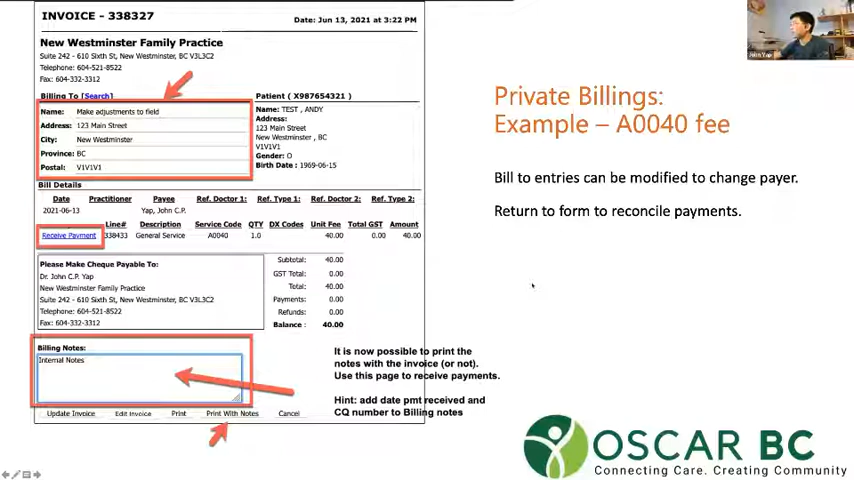 INVOICE - 338327
Date: Jun 13, 2021 at 3:22 PM
New Westminster Family Practice
Suite 242 - 610 Sixth St, New Westminster, BC V3L3C2
Telephone: 604-521-8522
Fax: 604-332-3312
Billing To [Search]
Patient ( X987654321 )
Name: Make adjustments to field
Address: 123 Main Street
City: New Westminster
Province: BC
Postal: V1V1V1
Name: TEST , ANDY
Address:
123 Main Street
New Westminster , BC
V1V1V1
Gender: O
Birth Date : 1969-06-15
Bill Details
Date Practitioner Payee Ref. Doctor 1: Ref. Type 1: Ref. Doctor 2: Ref. Type 2:
2021-06-13 Yap, John C.P.
Line# Description Service Code QTY DX Codes Unit Fee Total GST Amount
Receive Payment 338433 General Service A0040 1.0 40.00 0.00 40.00
Please Make Cheque Payable To:
Dr. John C.P. Yap
New Westminster Family Practice
Suite 242 - 610 Sixth St, New Westminster, BC V3L3C2
Telephone: 604-521-8522
Fax: 604-332-3312
Subtotal: 40.00
GST Total: 0.00
Total: 40.00
Payments: 0.00
Refunds: 0.00
Balance : 40.00
Billing Notes:
Internal Notes
Update Invoice Edit Invoice Print Print With Notes Cancel
It is now possible to print the
notes with the invoice (or not).
Use this page to receive payments.
Hint: add date pmt received and
CQ number to Billing notes
John Yap
Private Billings:
Example – A0040 fee
Bill to entries can be modified to change payer.
Return to form to reconcile payments.
OSCAR BC
Connecting Care. Creating Community